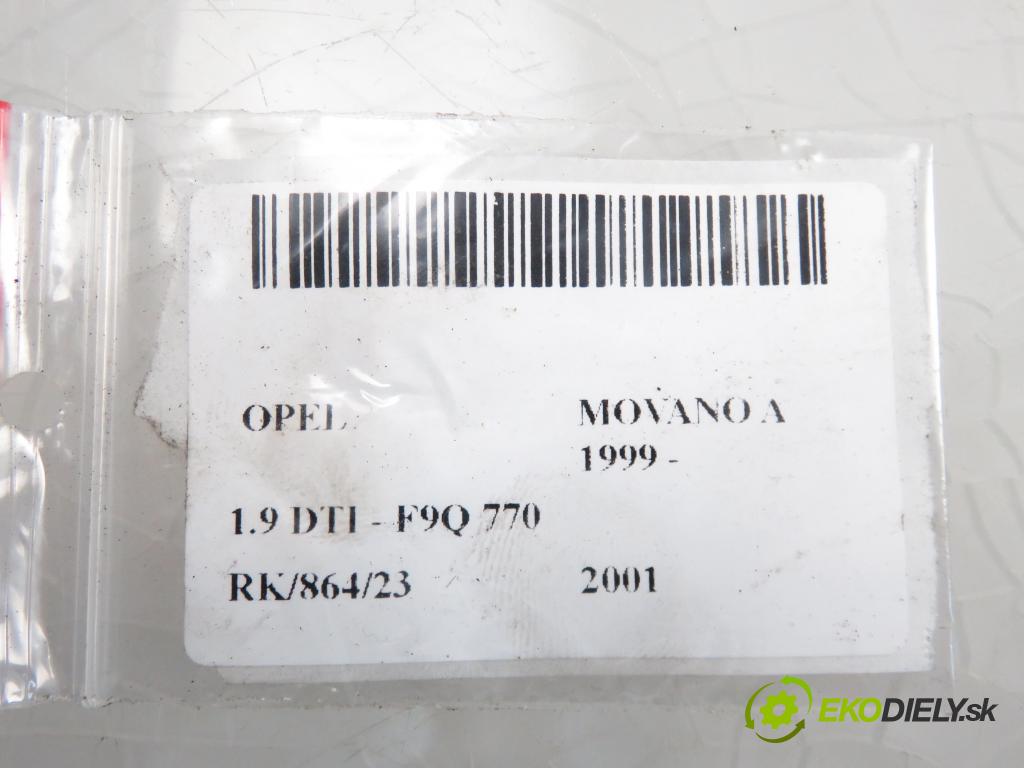 OPEL MOVANO A
1999 -
1.9 DTI - F9Q 770
RK/864/23 2001
EKODIELY.sk